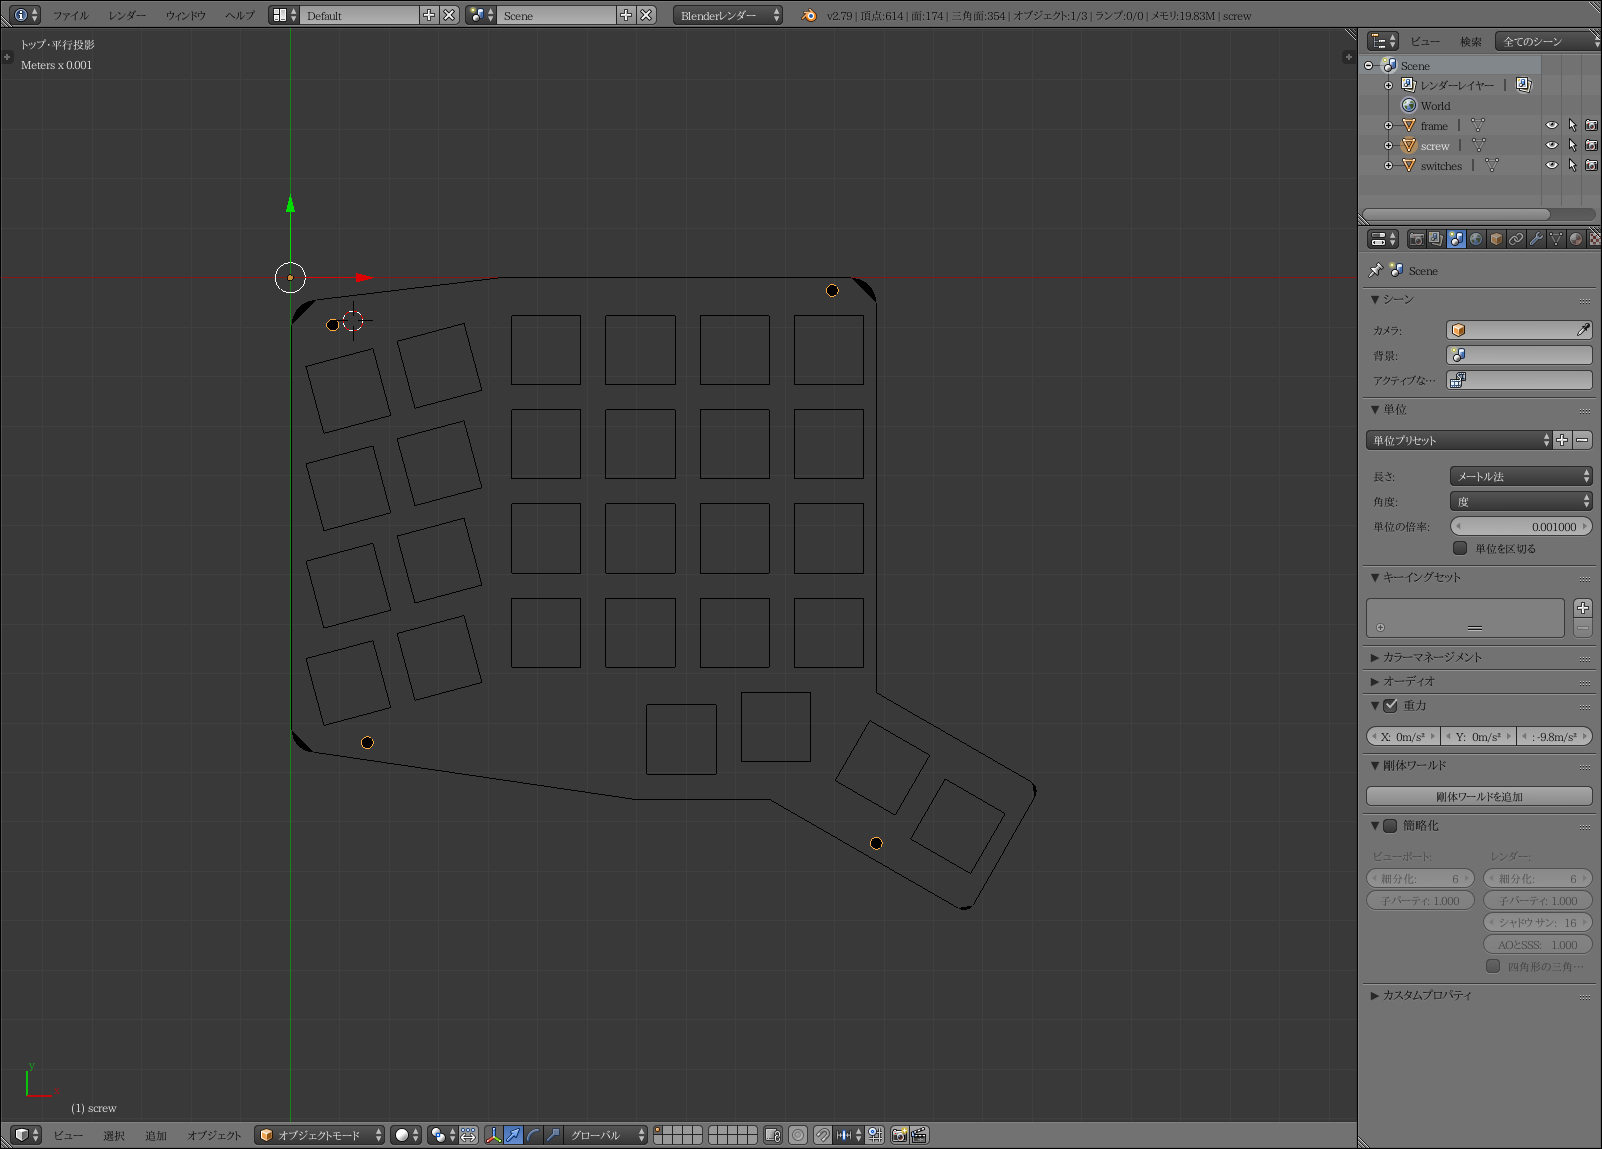 ファイル レンダー ウィンドウ ヘルプ Default Scene Blenderレンダー v2.79 | 頂点:614 | 面:174 | 三角面:354 | オブジェクト:1/3 | ランプ:0/0 | メモリ:19.83M | screw
トップ・平行投影
Meters x 0.001
ビュー 検索 全てのシーン
Scene
レンダーレイヤー |
World
frame |
screw |
switches |
Scene
シーン
カメラ:
背景:
アクティブな…
単位
単位プリセット
長さ: メートル法
角度: 度
単位の倍率: 0.001000
単位を区切る
キーイングセット
カラーマネージメント
オーディオ
重力
X: 0m/s² Y: 0m/s² : -9.8m/s²
剛体ワールド
剛体ワールドを追加
簡略化
ビューポート: レンダー:
細分化: 6 細分化: 6
子パーティ: 1.000 子パーティ: 1.000
シャドウサン: 16
AOとSSS: 1.000
四角形の三角…
カスタムプロパティ
y
(1) screw
ビュー 選択 追加 オブジェクト オブジェクトモード グローバル